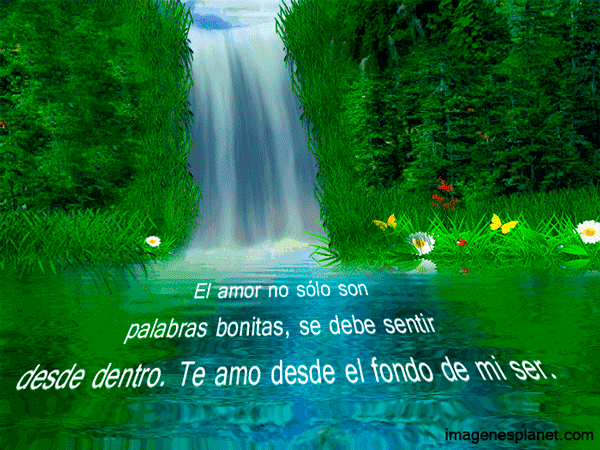 El amor no sólo son
palabras bonitas, se debe sentir
desde dentro. Te amo desde el fondo de mi ser.
imagenesplanet.com